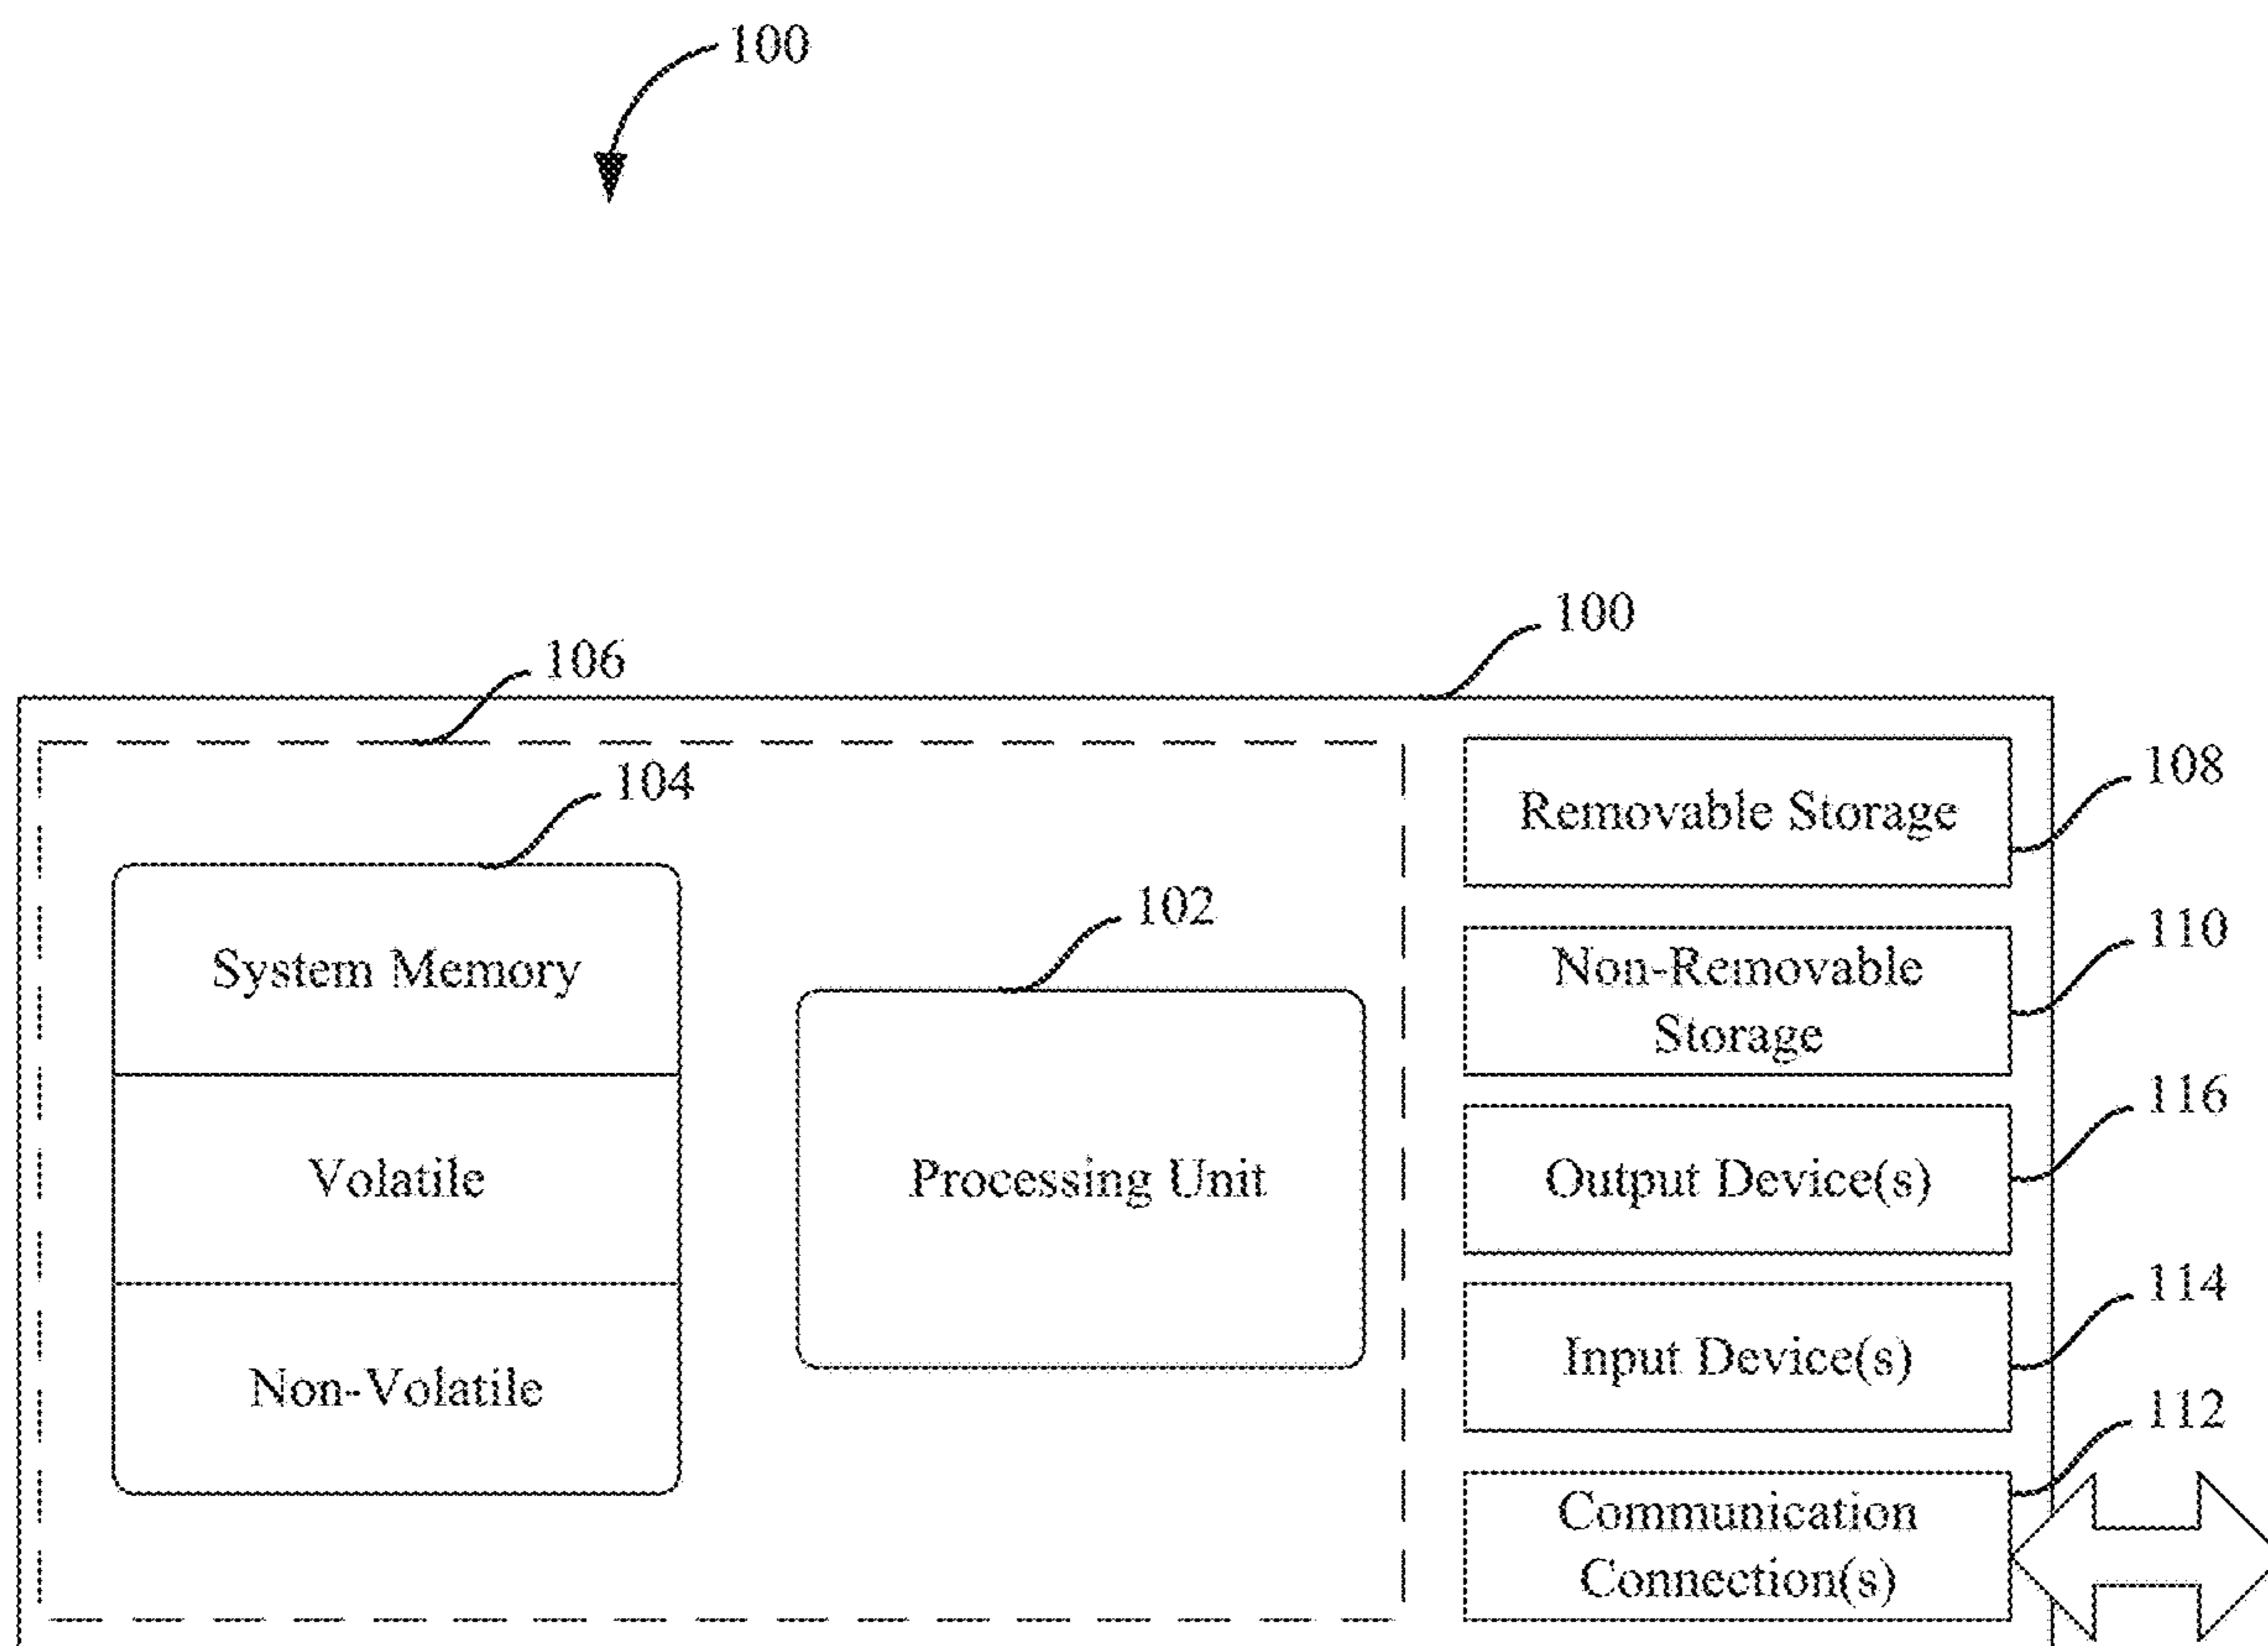 100
100
106
104
108
Removable Storage
102
110
System Memory
Non-Removable
Storage
116
Volatile
Processing Unit
Output Device(s)
114
Input Device(s)
Non-Volatile
112
Communication
Connection(s)